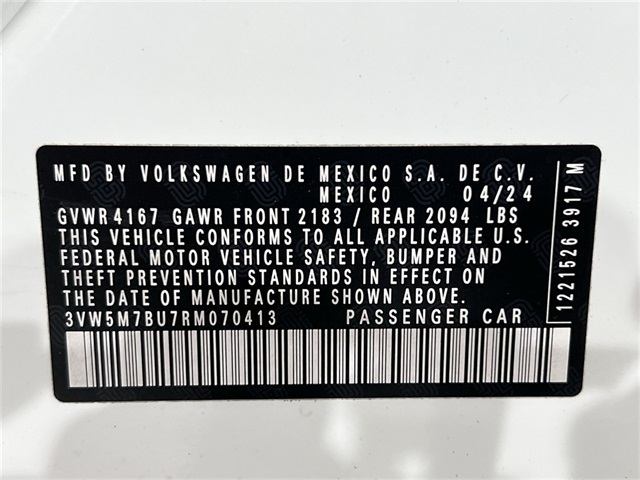 MFD BY VOLKSWAGEN DE MEXICO S.A. DE C.V.
MEXICO 04/24
GVWR 4167 GAWR FRONT 2183 / REAR 2094 LBS
THIS VEHICLE CONFORMS TO ALL APPLICABLE U.S.
FEDERAL MOTOR VEHICLE SAFETY, BUMPER AND
THEFT PREVENTION STANDARDS IN EFFECT ON
THE DATE OF MANUFACTURE SHOWN ABOVE.
3VW5M7BU7RM070413 PASSENGER CAR
1221526 3917 M